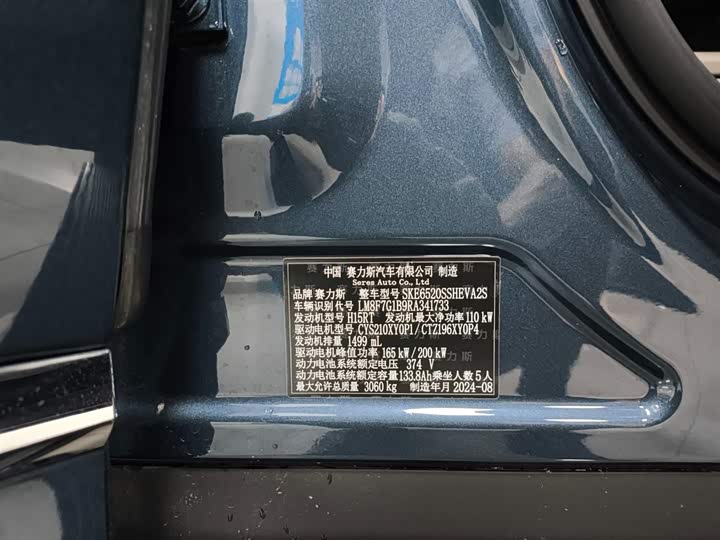 中国 赛力斯汽车有限公司 制造
Seres Auto Co., Ltd
品牌 赛力斯 整车型号 SKE6520SSHEVA2S
车辆识别代号 LM8F7G1B9RA341733
发动机型号 H15RT 发动机最大净功率 110 kW
驱动电机型号 CYS210XY0P1/CTZ196XY0P4
发动机排量 1499 mL
驱动电机峰值功率 165 kW/200 kW
动力电池系统额定电压 374 V
动力电池系统额定容量 133.8Ah 乘坐人数 5人
最大允许总质量 3060 kg 制造年月 2024-08